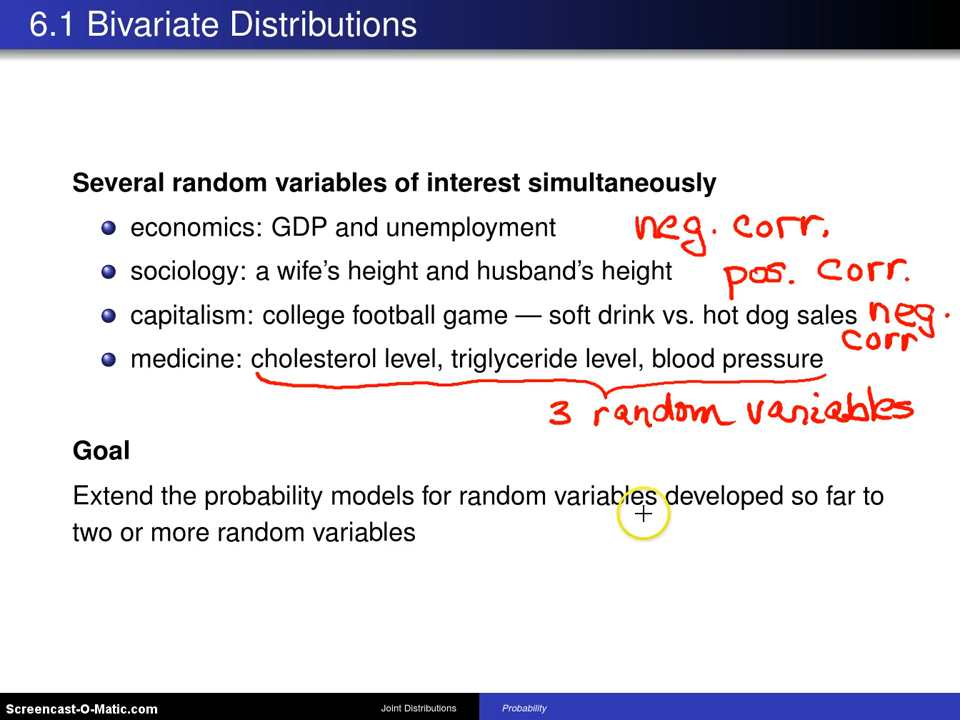 6.1 Bivariate Distributions
Several random variables of interest simultaneously
economics: GDP and unemployment neg. corr.
sociology: a wife's height and husband's height pos. corr.
capitalism: college football game — soft drink vs. hot dog sales neg.
corr
medicine: cholesterol level, triglyceride level, blood pressure
3 random variables
Goal
Extend the probability models for random variables developed so far to
two or more random variables
Screencast-O-Matic.com Joint Distributions Probability